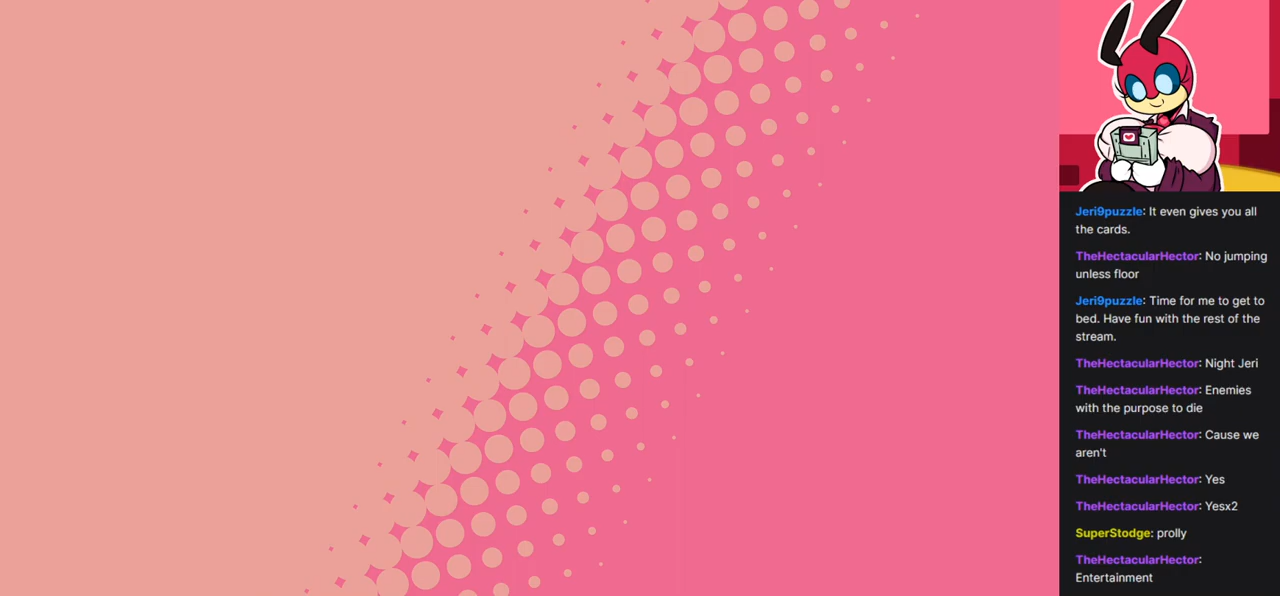 Jeri9puzzle: It even gives you all
the cards.
TheHectacularHector: No jumping
unless floor
Jeri9puzzle: Time for me to get to
bed. Have fun with the rest of the
stream.
TheHectacularHector: Night Jeri
TheHectacularHector: Enemies
with the purpose to die
TheHectacularHector: Cause we
aren't
TheHectacularHector: Yes
TheHectacularHector: Yesx2
SuperStodge: prolly
TheHectacularHector:
Entertainment